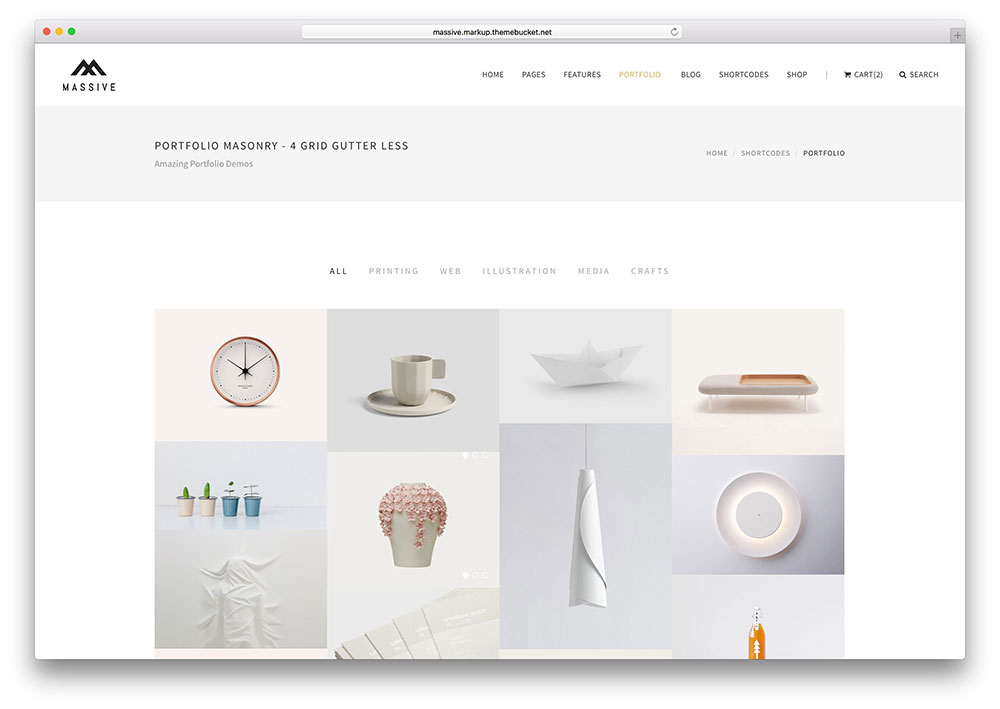 massive.markup.themebucket.net
MASSIVE
HOME PAGES FEATURES PORTFOLIO BLOG SHORTCODES SHOP | CART(2) SEARCH
PORTFOLIO MASONRY - 4 GRID GUTTER LESS
Amazing Portfolio Demos
HOME / SHORTCODES / PORTFOLIO
ALL PRINTING WEB ILLUSTRATION MEDIA CRAFTS